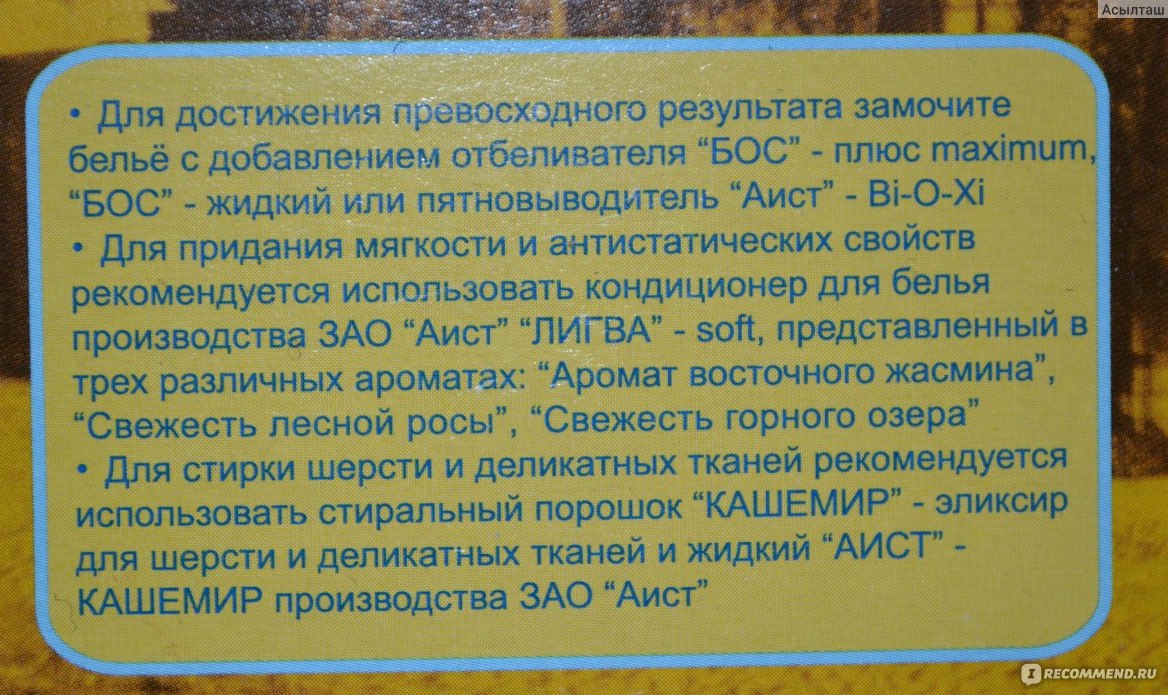 Асылташ
• Для достижения превосходного результата замочите
бельё с добавлением отбеливателя “БОС” - плюс maximum,
“БОС” - жидкий или пятновыводитель “Аист” - Bi-O-Xi
• Для придания мягкости и антистатических свойств
рекомендуется использовать кондиционер для белья
производства ЗАО “Аист” “ЛИГВА” - soft, представленный в
трех различных ароматах: “Аромат восточного жасмина”,
“Свежесть лесной росы”, “Свежесть горного озера”
• Для стирки шерсти и деликатных тканей рекомендуется
использовать стиральный порошок “КАШЕМИР” - эликсир
для шерсти и деликатных тканей и жидкий “АИСТ” -
КАШЕМИР производства ЗАО “Аист”
I RECOMMEND.RU